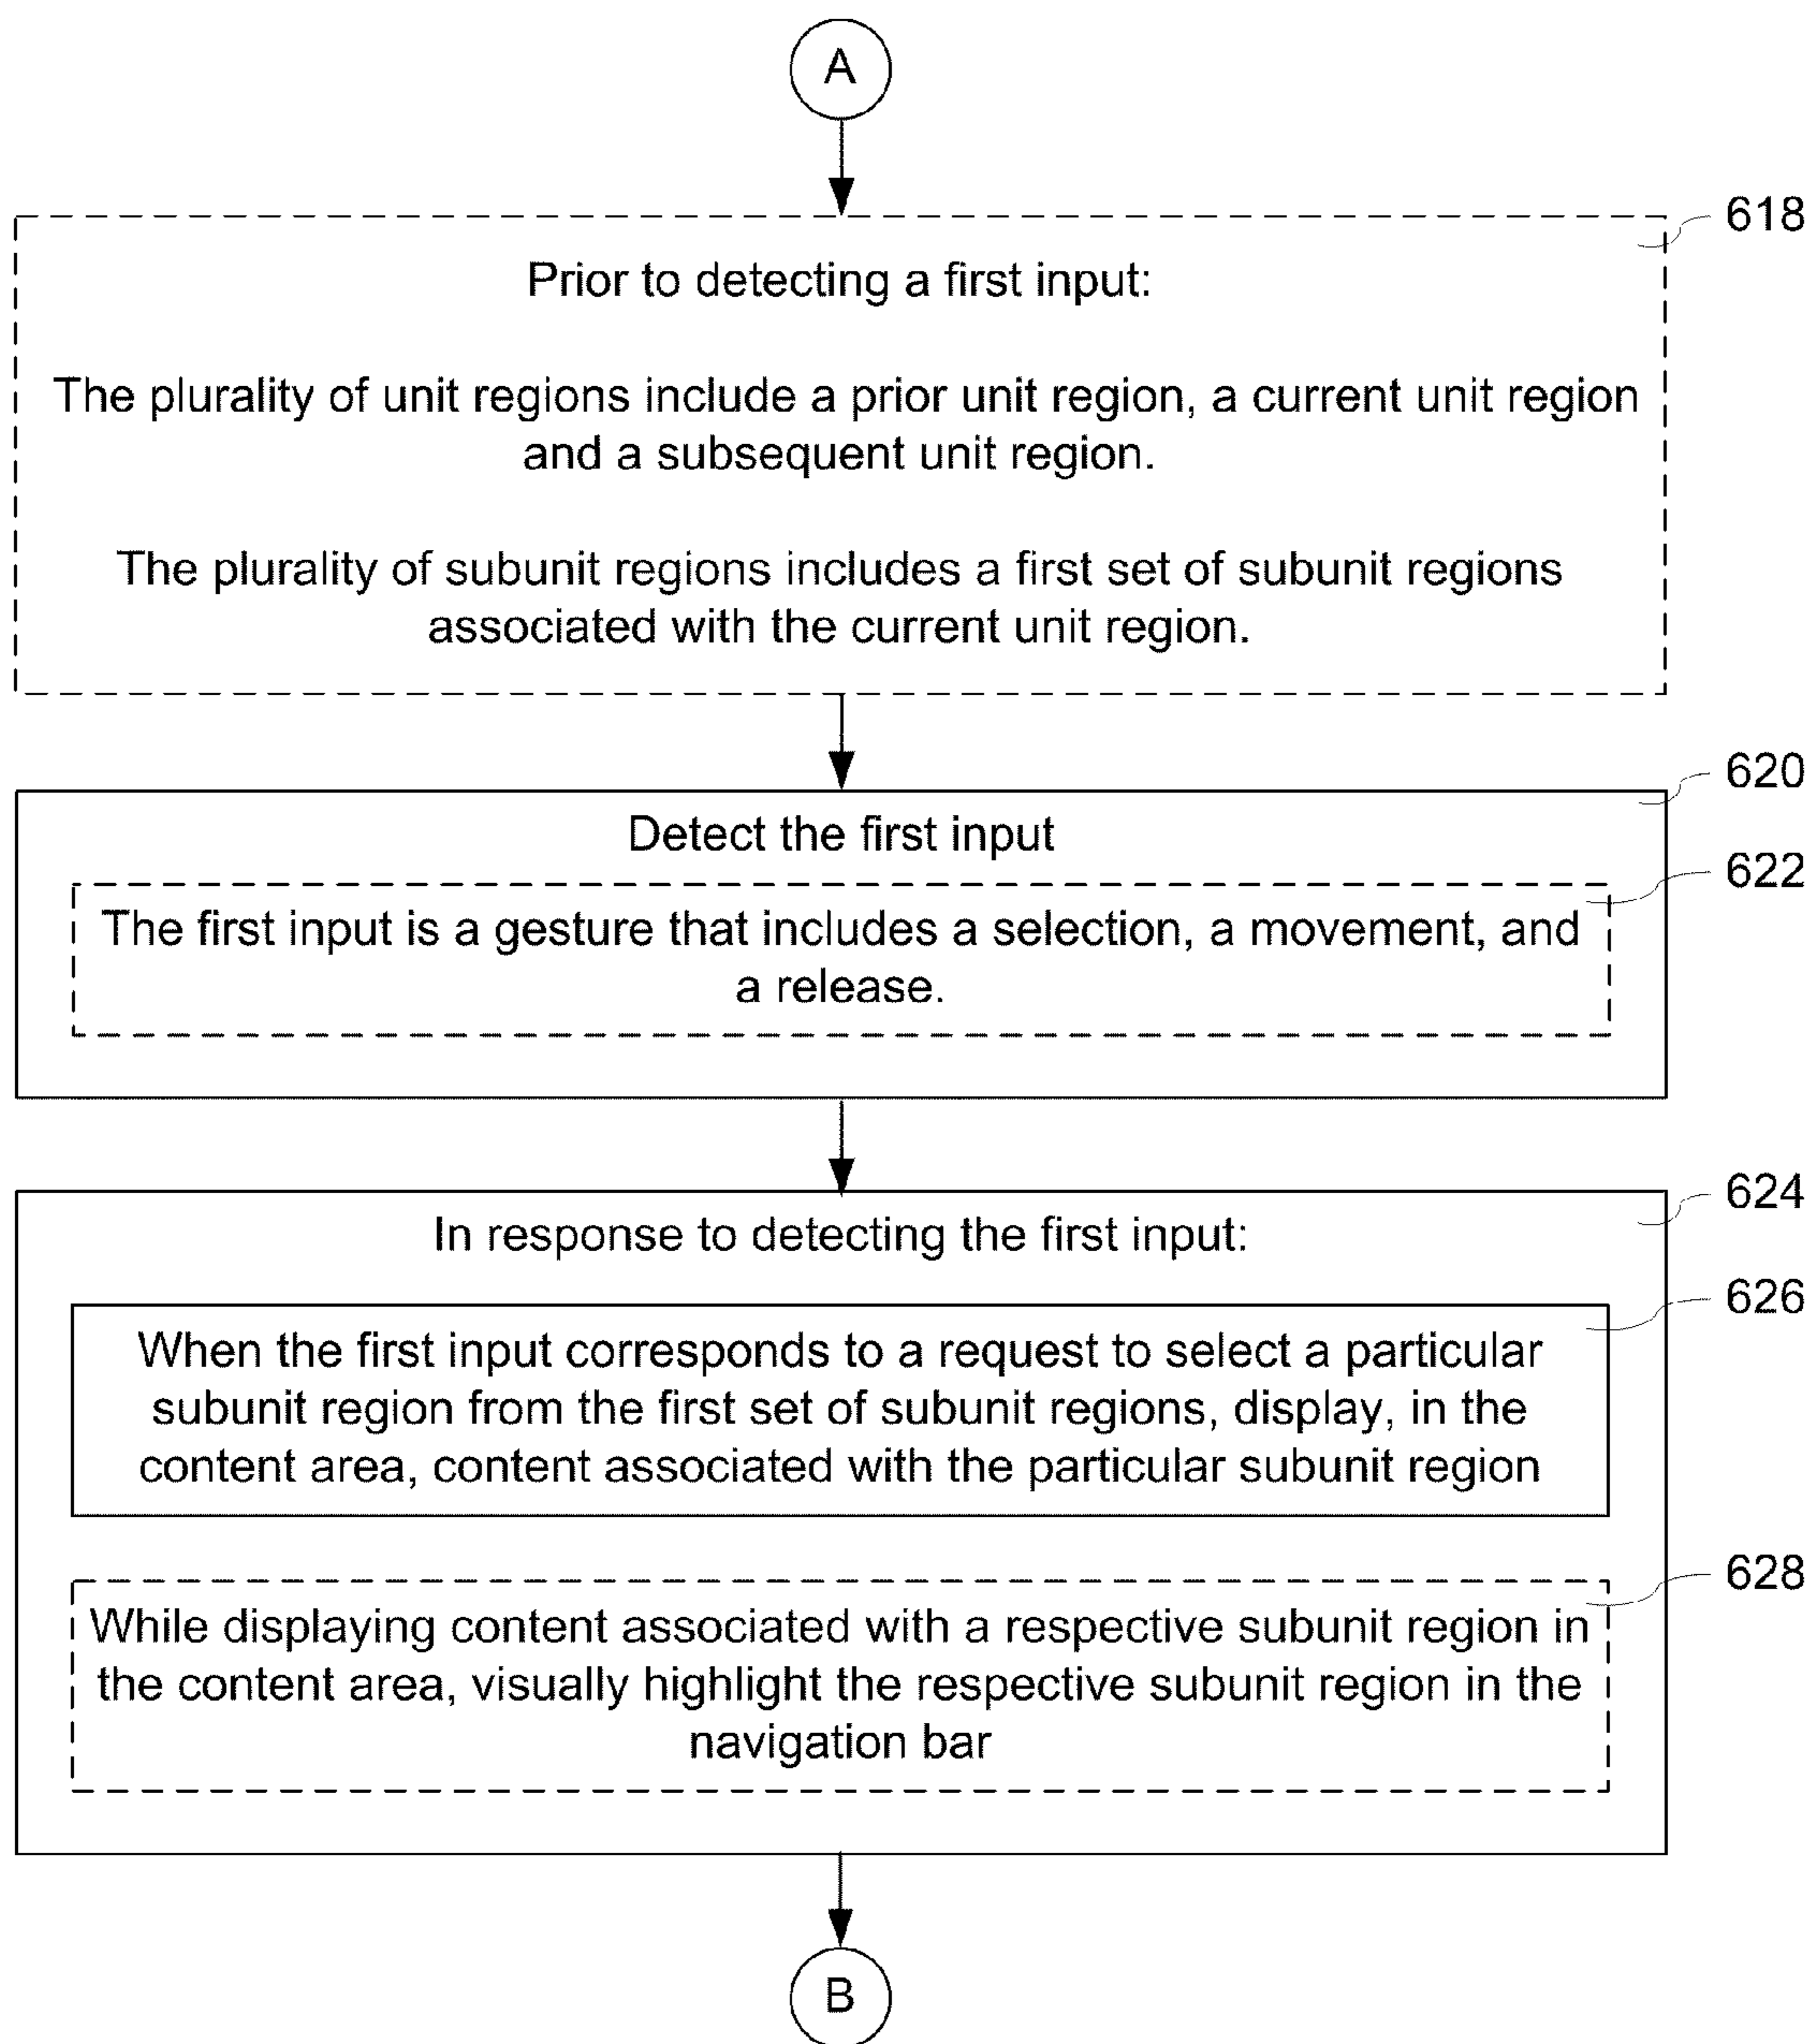 A
618
Prior to detecting a first input:
The plurality of unit regions include a prior unit region, a current unit region
and a subsequent unit region.
The plurality of subunit regions includes a first set of subunit regions
associated with the current unit region.
620
Detect the first input
622
The first input is a gesture that includes a selection, a movement, and
a release.
624
In response to detecting the first input:
626
When the first input corresponds to a request to select a particular
subunit region from the first set of subunit regions, display, in the
content area, content associated with the particular subunit region
628
While displaying content associated with a respective subunit region in
the content area, visually highlight the respective subunit region in the
navigation bar
B